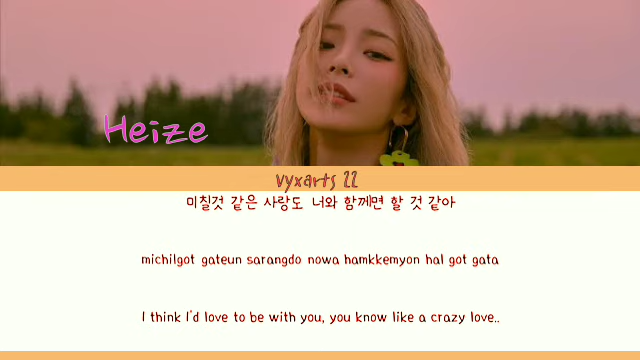 Heize
vyxarts 11
미칠것 같은 사랑도 너와 함께면 할 것 같아
michilgot gateun sarangdo nowa hamkkemyon hal got gata
I think I'd love to be with you, you know like a crazy love..